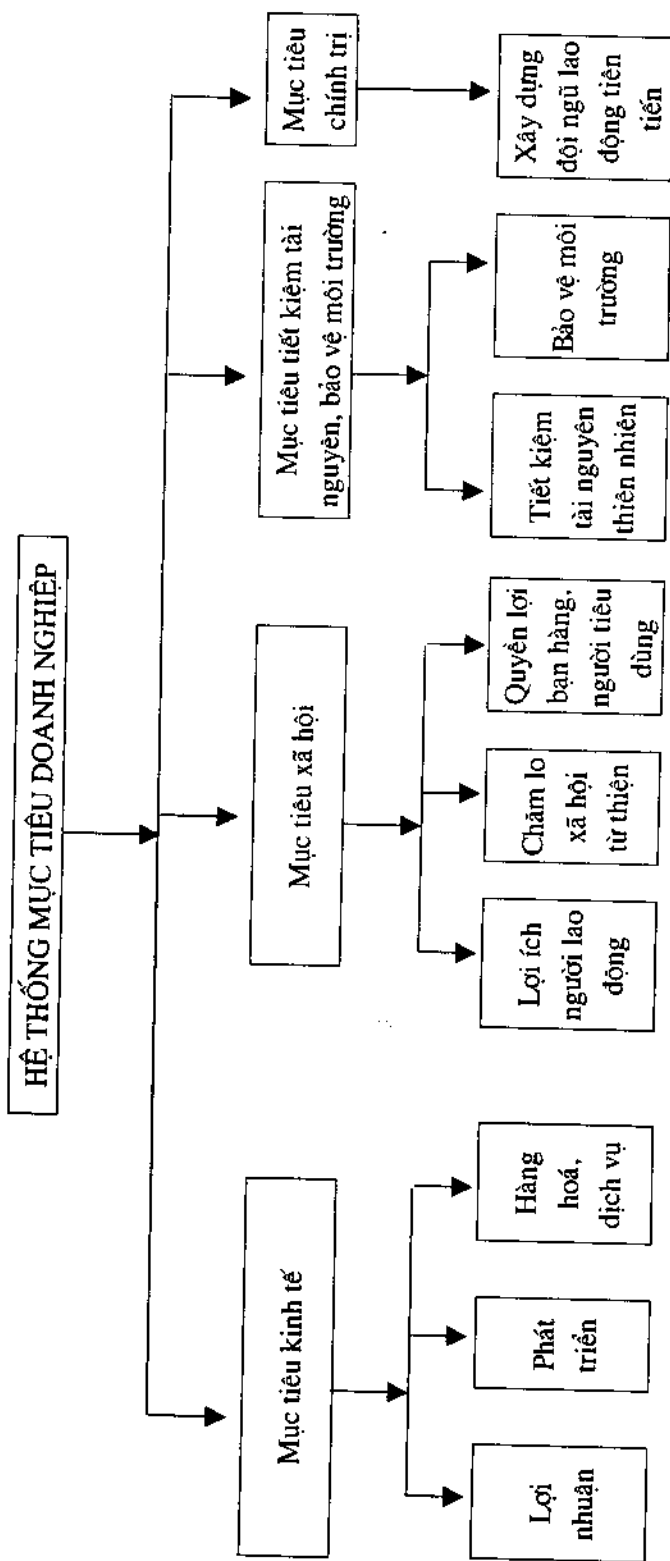 HỆ THỐNG MỤC TIÊU DOANH NGHIỆP
Mục tiêu kinh tế
Mục tiêu xã hội
Mục tiêu tiết kiệm tài
nguyên, bảo vệ môi trường
Mục tiêu
chính trị
Lợi
nhuận
Phát
triển
Hàng
hoá,
dịch vụ
Lợi ích
người lao
động
Chăm lo
xã hội
từ thiện
Quyền lợi
bạn hàng,
người tiêu
dùng
Tiết kiệm
tài nguyên
thiên nhiên
Bảo vệ môi
trường
Xây dựng
đội ngũ lao
động tiên
tiến